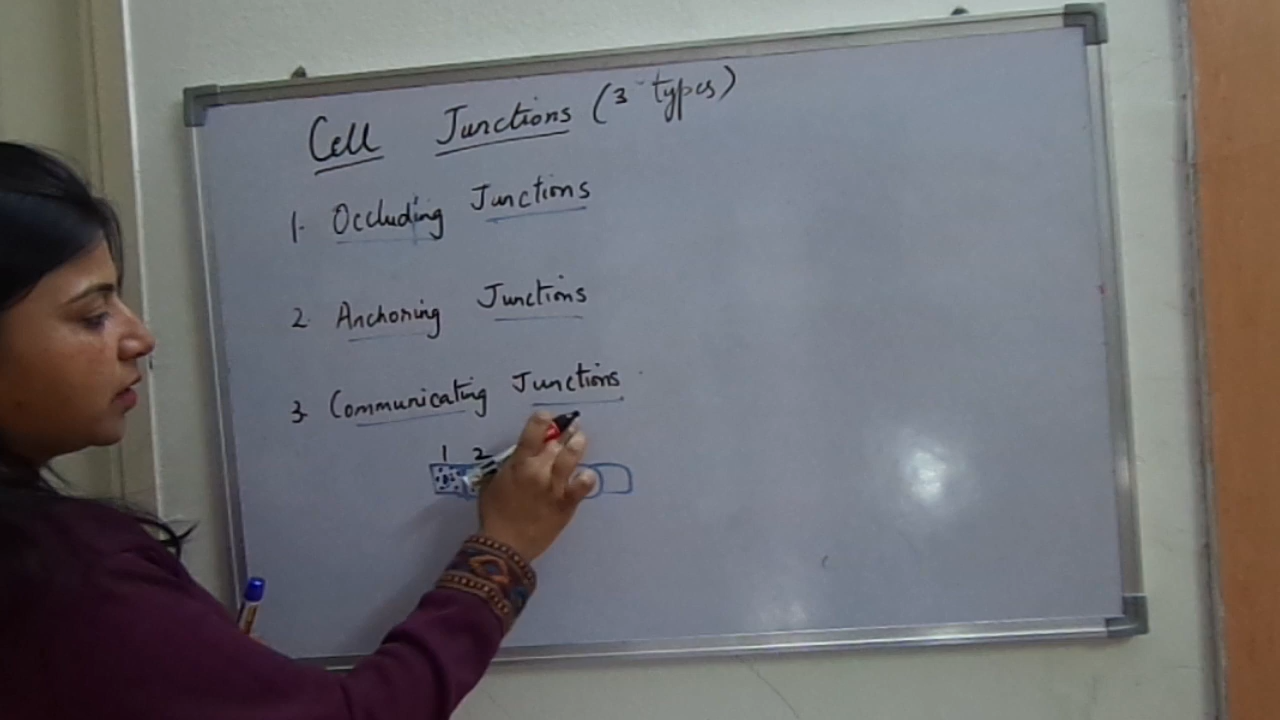 Cell Junctions (3 types)
1. Occluding Junctions
2. Anchoring Junctions
3. Communicating Junctions
1 2